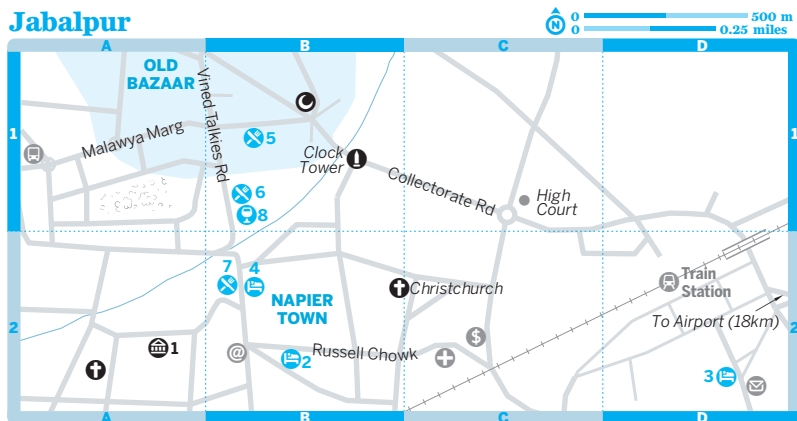 Jabalpur
N
0 500 m
0 0.25 miles
A B C D
OLD
BAZAAR
Vined Talkies Rd
1 1
Malawya Marg
5
Clock
Tower
Collectorate Rd
6
8
High
Court
7 4
NAPIER
TOWN
Christchurch
Train
Station
To Airport (18km)
2 2
1
@
2
Russell Chowk
$
3
A B C D